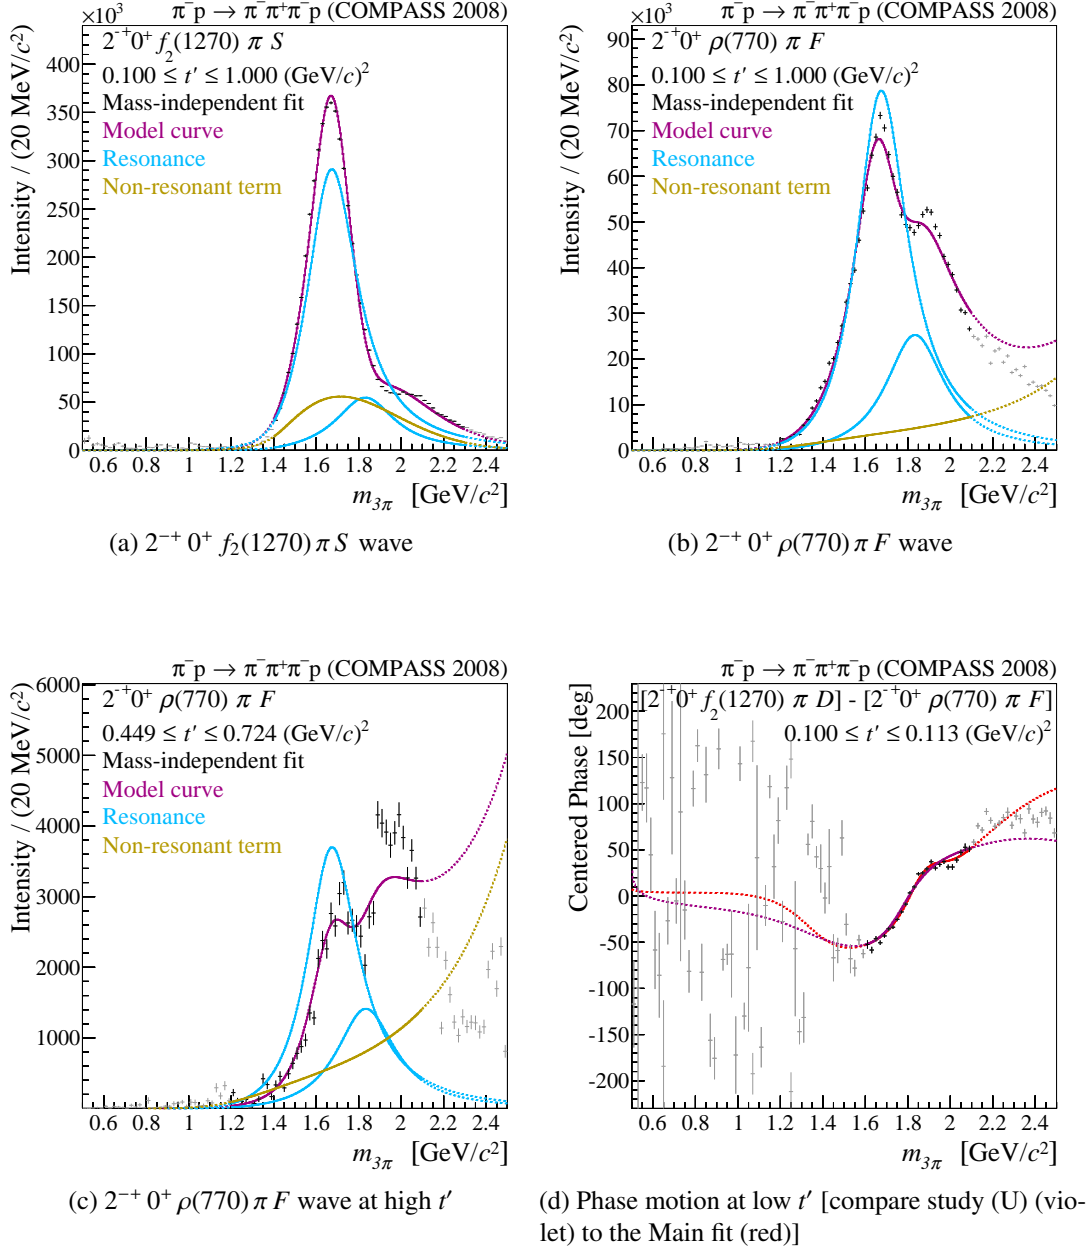 ×10³ π⁻p → π⁻π⁺π⁻p (COMPASS 2008)
2⁻⁺0⁺ f₂(1270) π S
0.100 ≤ t′ ≤ 1.000 (GeV/c)²
Mass-independent fit
Model curve
Resonance
Non-resonant term
Intensity / (20 MeV/c²)
400
350
300
250
200
150
100
50
0
0.6 0.8 1 1.2 1.4 1.6 1.8 2 2.2 2.4
m₃π [GeV/c²]
(a) 2⁻⁺ 0⁺ f₂(1270) π S wave
×10³ π⁻p → π⁻π⁺π⁻p (COMPASS 2008)
2⁻⁺0⁺ ρ(770) π F
0.100 ≤ t′ ≤ 1.000 (GeV/c)²
Mass-independent fit
Model curve
Resonance
Non-resonant term
Intensity / (20 MeV/c²)
90
80
70
60
50
40
30
20
10
0
0.6 0.8 1 1.2 1.4 1.6 1.8 2 2.2 2.4
m₃π [GeV/c²]
(b) 2⁻⁺ 0⁺ ρ(770) π F wave
π⁻p → π⁻π⁺π⁻p (COMPASS 2008)
2⁻⁺0⁺ ρ(770) π F
0.449 ≤ t′ ≤ 0.724 (GeV/c)²
Mass-independent fit
Model curve
Resonance
Non-resonant term
Intensity / (20 MeV/c²)
6000
5000
4000
3000
2000
1000
0.6 0.8 1 1.2 1.4 1.6 1.8 2 2.2 2.4
m₃π [GeV/c²]
(c) 2⁻⁺ 0⁺ ρ(770) π F wave at high t′
π⁻p → π⁻π⁺π⁻p (COMPASS 2008)
[2⁻⁺0⁺ f₂(1270) π D] - [2⁻⁺0⁺ ρ(770) π F]
0.100 ≤ t′ ≤ 0.113 (GeV/c)²
Centered Phase [deg]
200
150
100
50
0
-50
-100
-150
-200
0.6 0.8 1 1.2 1.4 1.6 1.8 2 2.2 2.4
m₃π [GeV/c²]
(d) Phase motion at low t′ [compare study (U) (vio-
let) to the Main fit (red)]